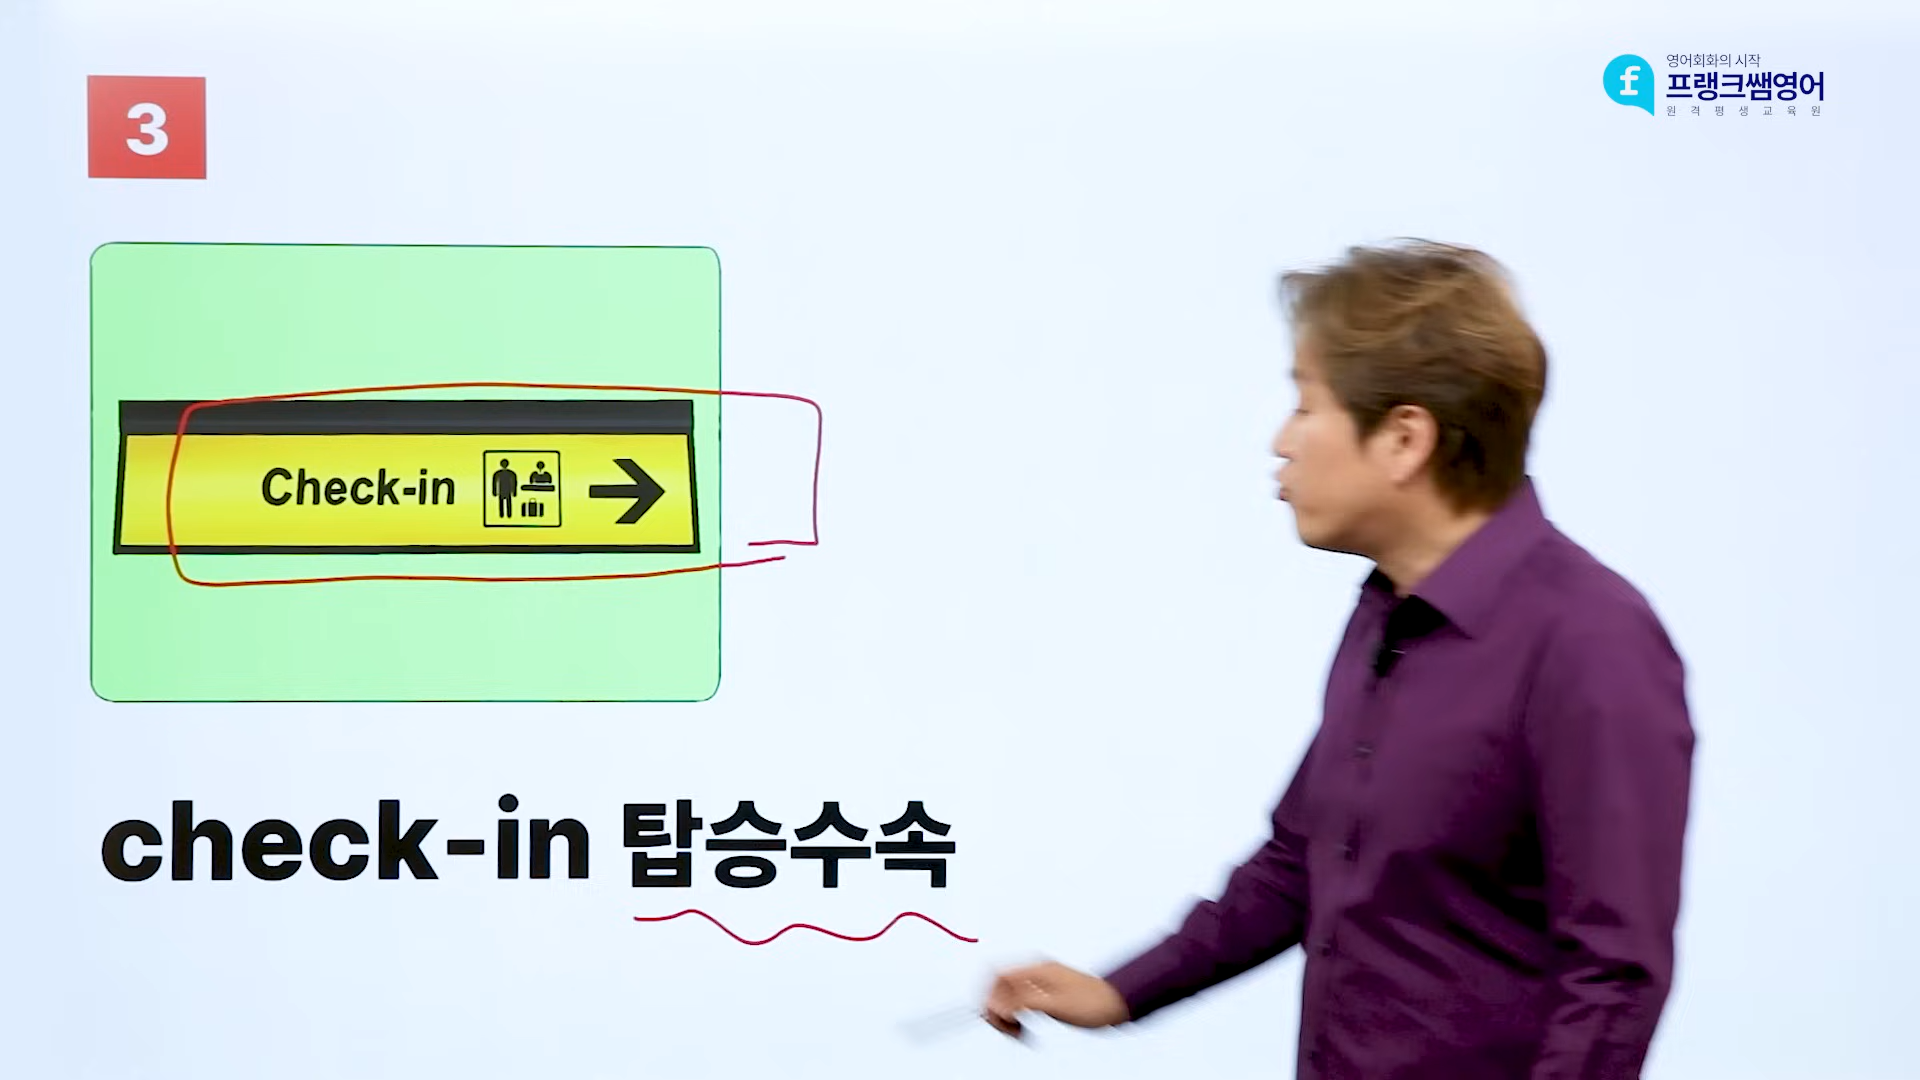 영어회화의 시작
프랭크쌤영어
원격평생교육원
3
Check-in
check-in 탑승수속